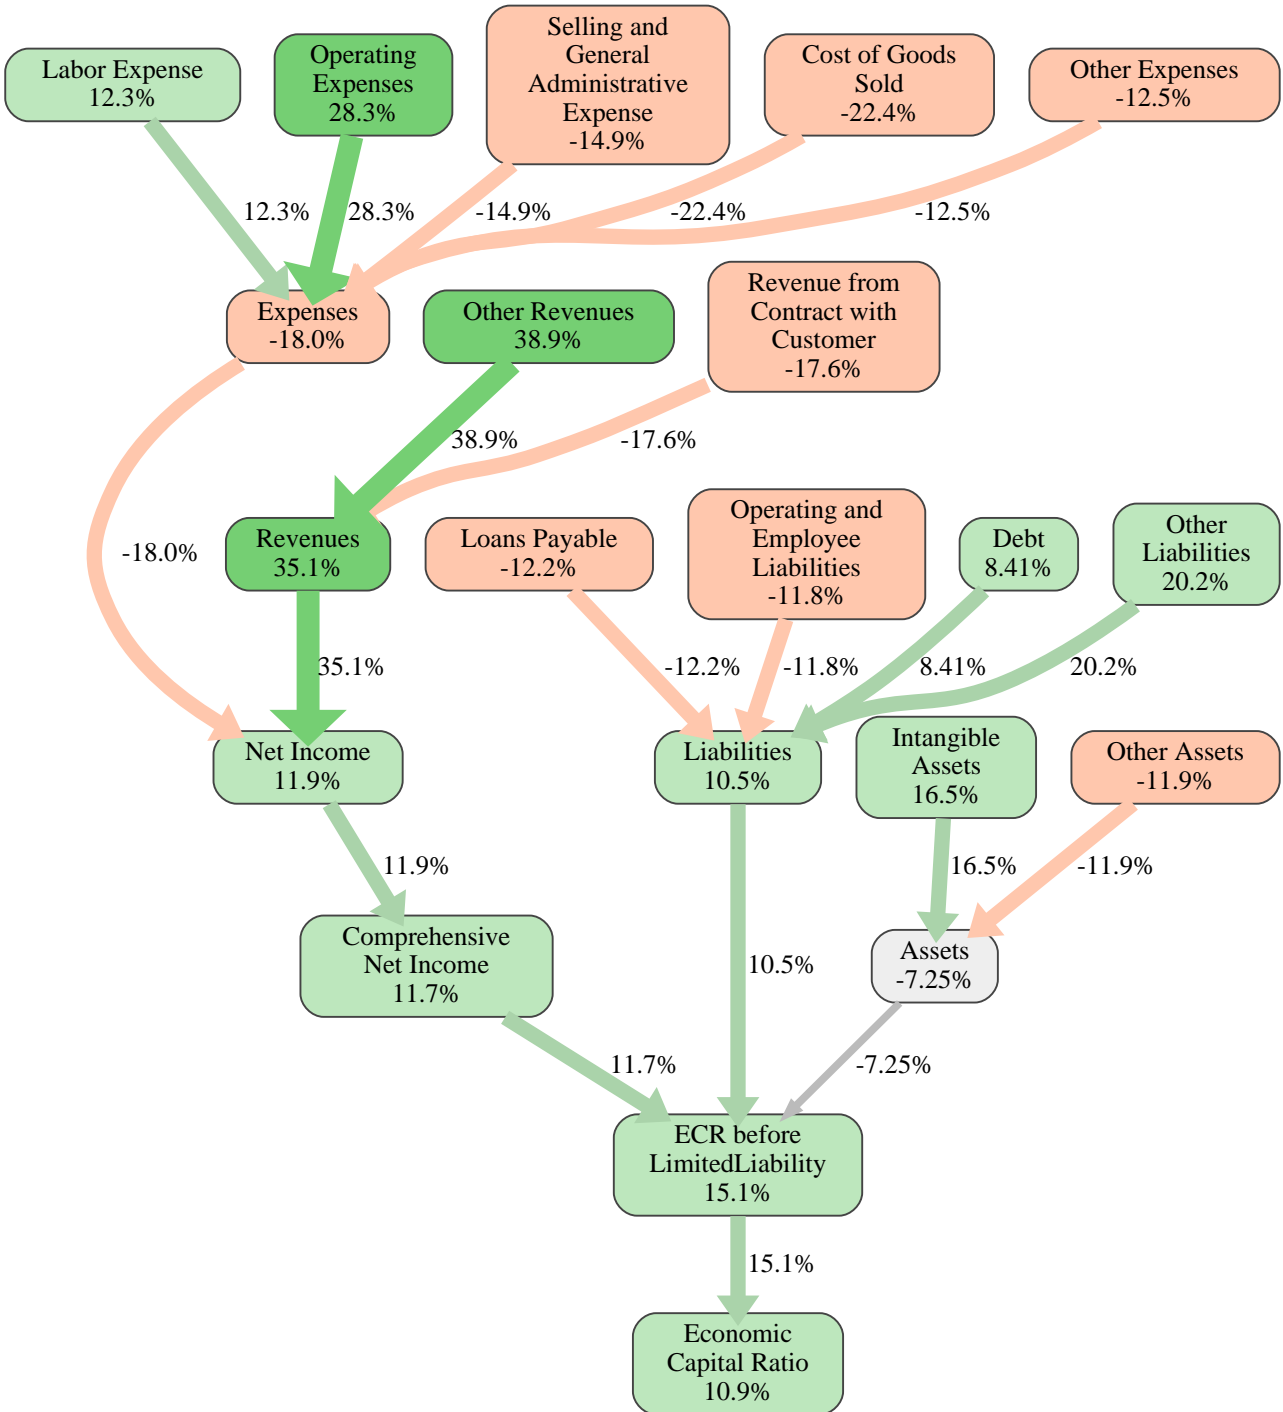 Labor Expense
12.3%
Operating
Expenses
28.3%
Selling and
General
Administrative
Expense
-14.9%
Cost of Goods
Sold
-22.4%
Other Expenses
-12.5%
12.3%
28.3%
-14.9%
-22.4%
-12.5%
Expenses
-18.0%
Other Revenues
38.9%
Revenue from
Contract with
Customer
-17.6%
38.9%
-17.6%
-18.0%
Revenues
35.1%
Loans Payable
-12.2%
Operating and
Employee
Liabilities
-11.8%
Debt
8.41%
Other
Liabilities
20.2%
35.1%
-12.2%
-11.8%
8.41%
20.2%
Net Income
11.9%
Liabilities
10.5%
Intangible
Assets
16.5%
Other Assets
-11.9%
11.9%
16.5%
-11.9%
Comprehensive
Net Income
11.7%
10.5%
Assets
-7.25%
11.7%
-7.25%
ECR before
LimitedLiability
15.1%
15.1%
Economic
Capital Ratio
10.9%